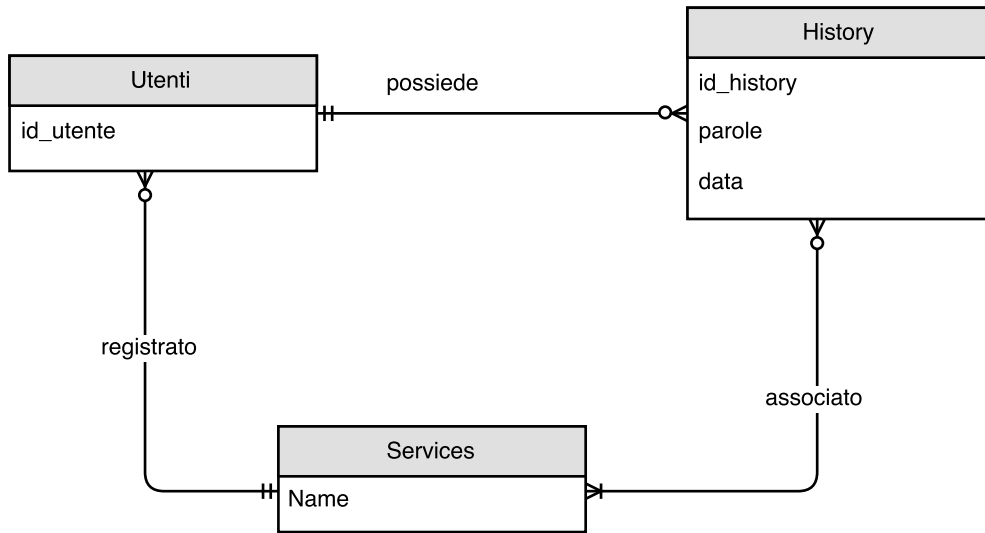 Utenti
id_utente
possiede
History
id_history
parole
data
registrato
associato
Services
Name